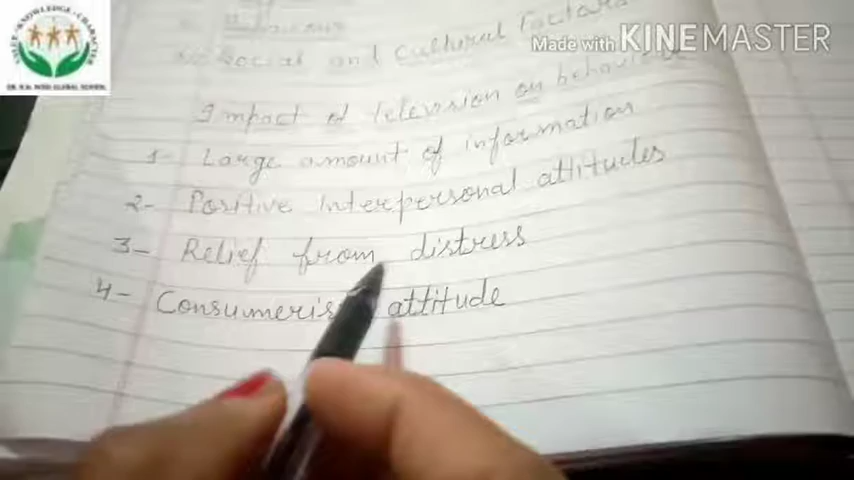 Made with KINEMASTER
Social and Cultural Factors
Impact of television on behaviour
1- Large amount of information
2- Positive Interpersonal attitudes
3- Relief from distress
4- Consumeris attitude